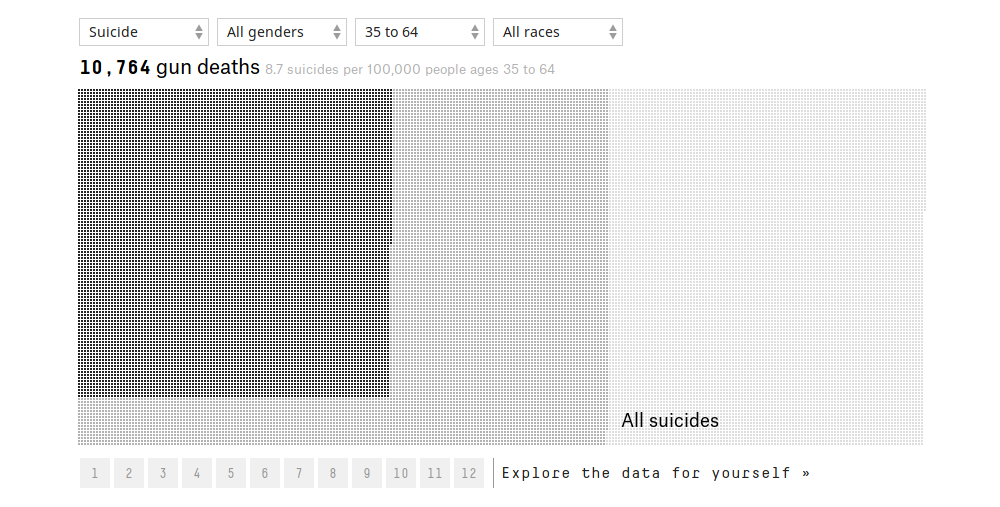 Suicide All genders 35 to 64 All races
10,764 gun deaths 8.7 suicides per 100,000 people ages 35 to 64
All suicides
1 2 3 4 5 6 7 8 9 10 11 12 Explore the data for yourself »